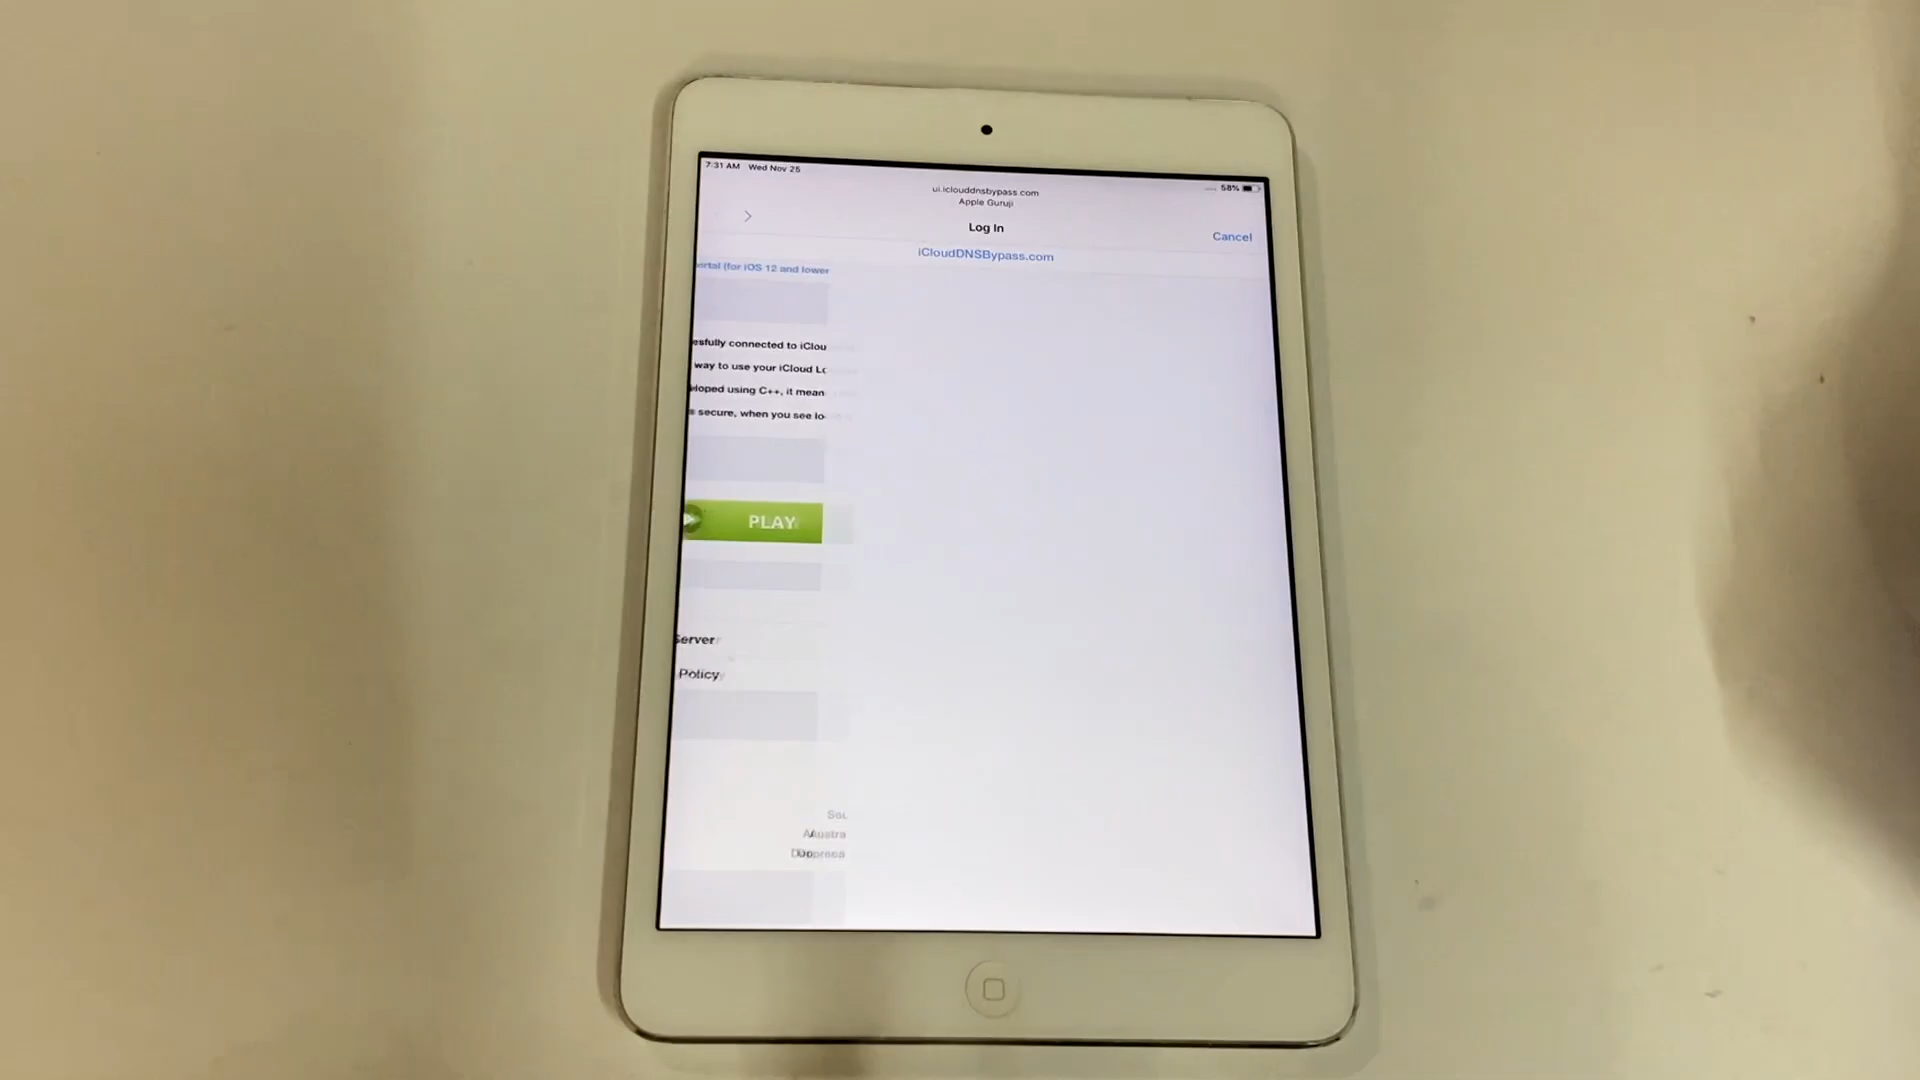 7:31 AM Wed Nov 25
58%
ui.iclouddnsbypass.com
Apple Guruji
Log In
Cancel
iCloudDNSBypass.com
ortal (for iOS 12 and lower
esfully connected to iClou
way to use your iCloud Lo
loped using C++, it mean
secure, when you see lo
PLAY
Server
Policy
Sou
Austra